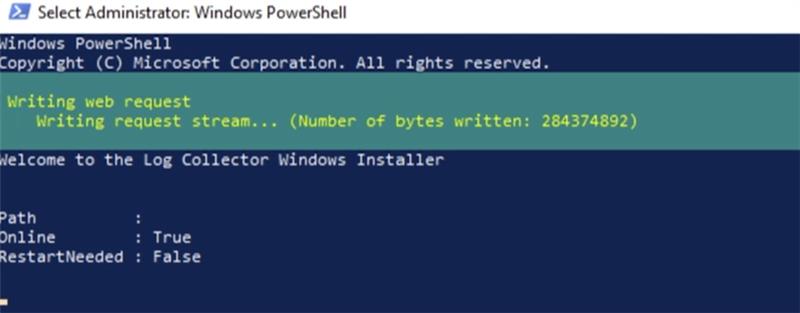 Select Administrator: Windows PowerShell
Windows PowerShell
Copyright (C) Microsoft Corporation. All rights reserved.
Writing web request
Writing request stream... (Number of bytes written: 284374892)
Welcome to the Log Collector Windows Installer
Path :
Online : True
RestartNeeded : False